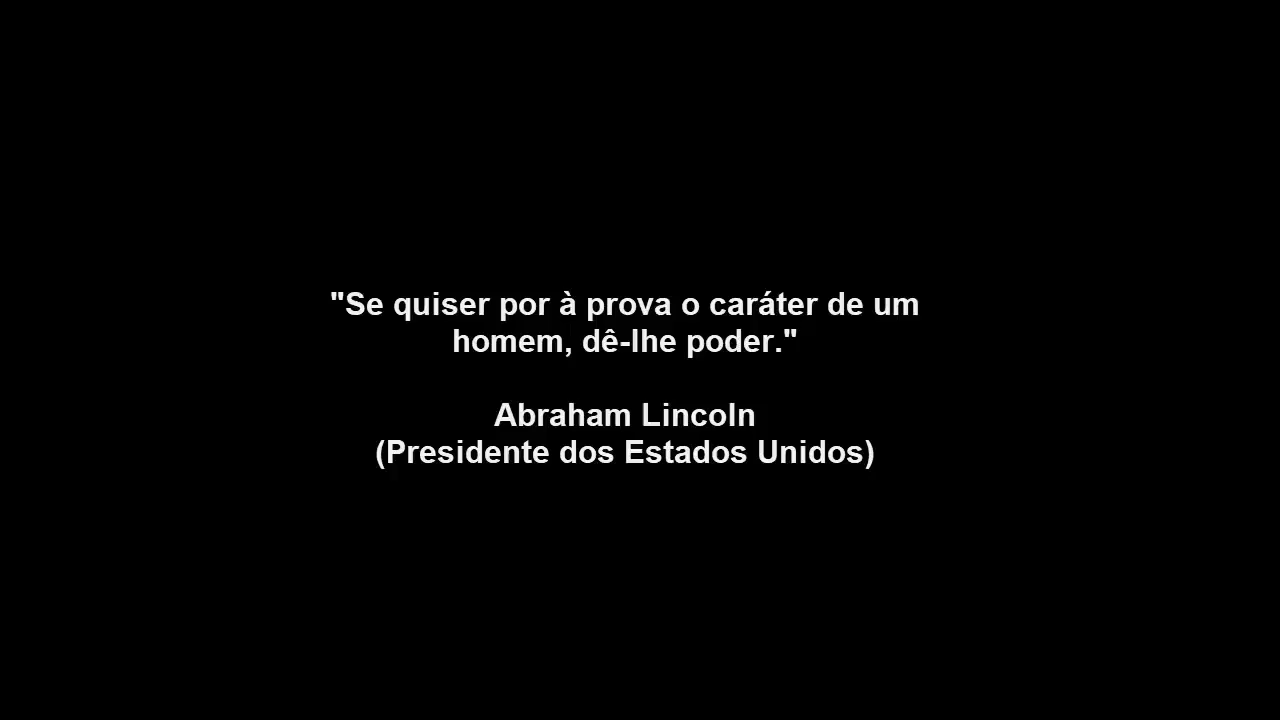 "Se quiser por à prova o caráter de um
homem, dê-lhe poder."
Abraham Lincoln
(Presidente dos Estados Unidos)